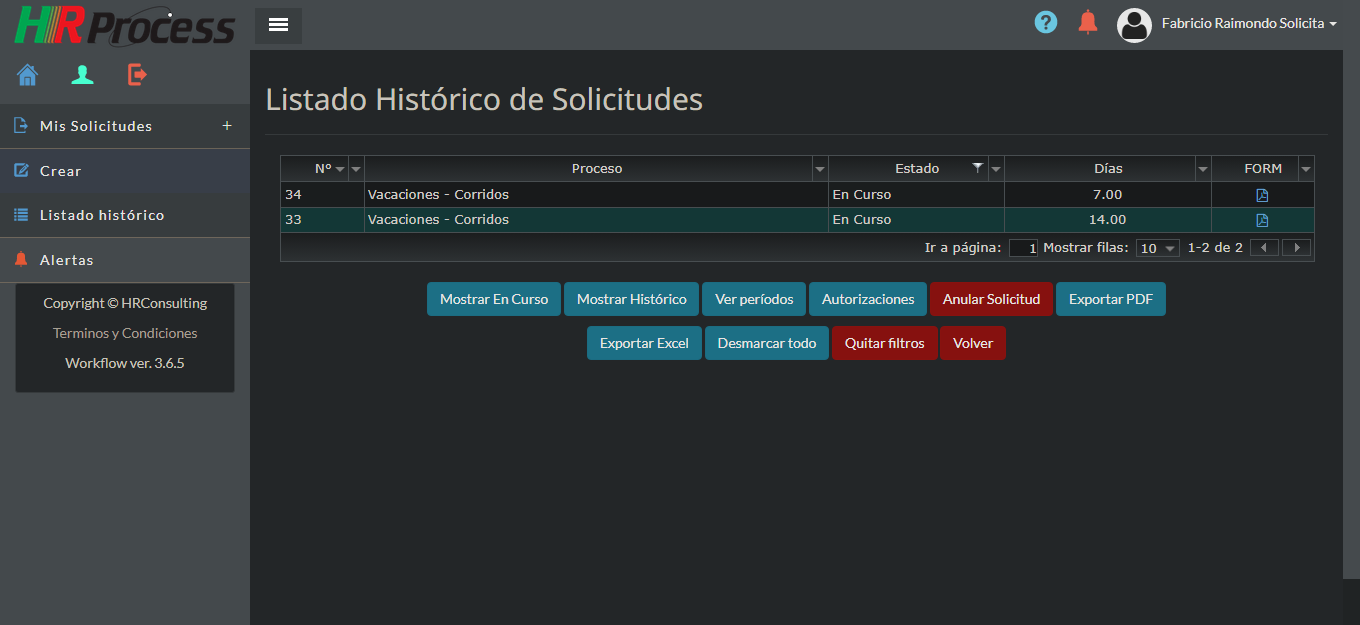 HRProcess
Fabricio Raimondo Solicita
Mis Solicitudes +
Crear
Listado histórico
Alertas
Copyright © HRConsulting
Terminos y Condiciones
Workflow ver. 3.6.5
Listado Histórico de Solicitudes
Nº Proceso Estado Días FORM
34 Vacaciones - Corridos En Curso 7.00
33 Vacaciones - Corridos En Curso 14.00
Ir a página: 1 Mostrar filas: 10 1-2 de 2
Mostrar En Curso Mostrar Histórico Ver períodos Autorizaciones Anular Solicitud Exportar PDF
Exportar Excel Desmarcar todo Quitar filtros Volver